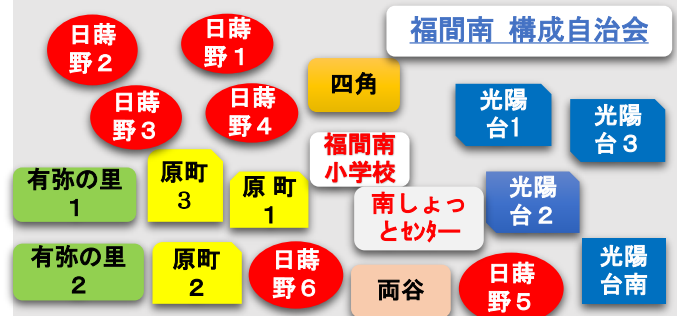 福間南 構成自治会
日蒔
野２
日蒔
野１
日蒔
野３
日蒔
野４
四角
光陽
台1
光陽
台３
福間南
小学校
有弥の里
1
原町
3
原 町
1
南しょっ
とｾﾝﾀｰ
光陽
台２
有弥の里
2
原町
2
日蒔
野６
両谷
日蒔
野５
光陽
台南